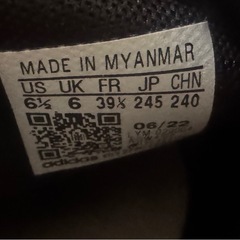 MADE IN MYANMAR
US UK FR JP CHN
6½ 6 39⅓ 245 240
06/22
adidas